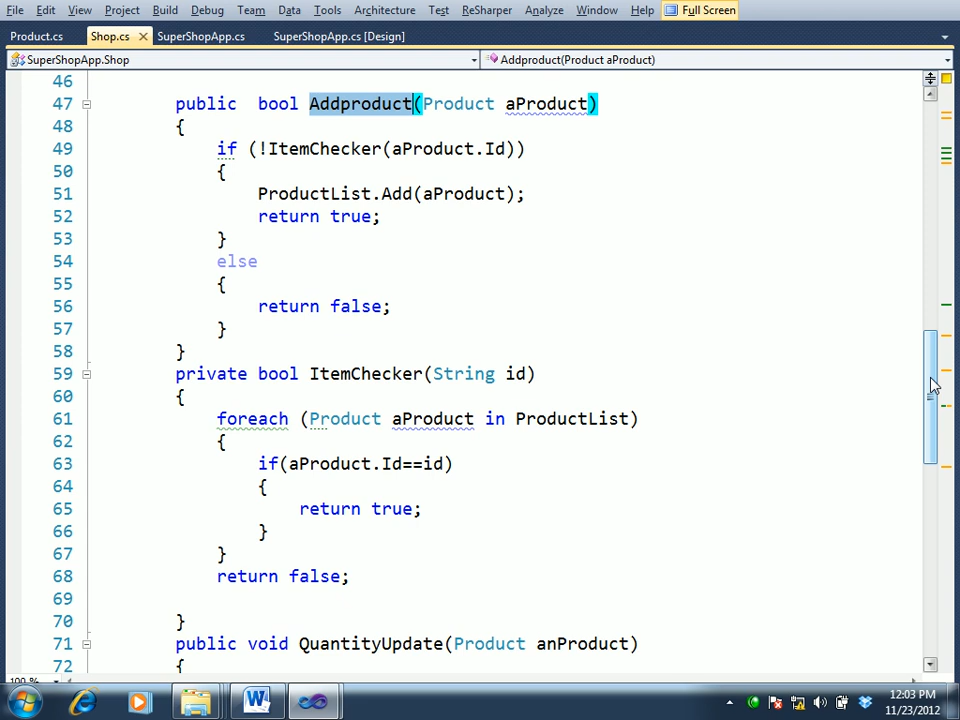 File Edit View Project Build Debug Team Data Tools Architecture Test ReSharper Analyze Window Help Full Screen
Product.cs Shop.cs SuperShopApp.cs SuperShopApp.cs [Design]
SuperShopApp.Shop Addproduct(Product aProduct)
46
47 public bool Addproduct(Product aProduct)
48 {
49 if (!ItemChecker(aProduct.Id))
50 {
51 ProductList.Add(aProduct);
52 return true;
53 }
54 else
55 {
56 return false;
57 }
58 }
59 private bool ItemChecker(String id)
60 {
61 foreach (Product aProduct in ProductList)
62 {
63 if(aProduct.Id==id)
64 {
65 return true;
66 }
67 }
68 return false;
69
70 }
71 public void QuantityUpdate(Product anProduct)
72 {
100 %
12:03 PM
11/23/2012